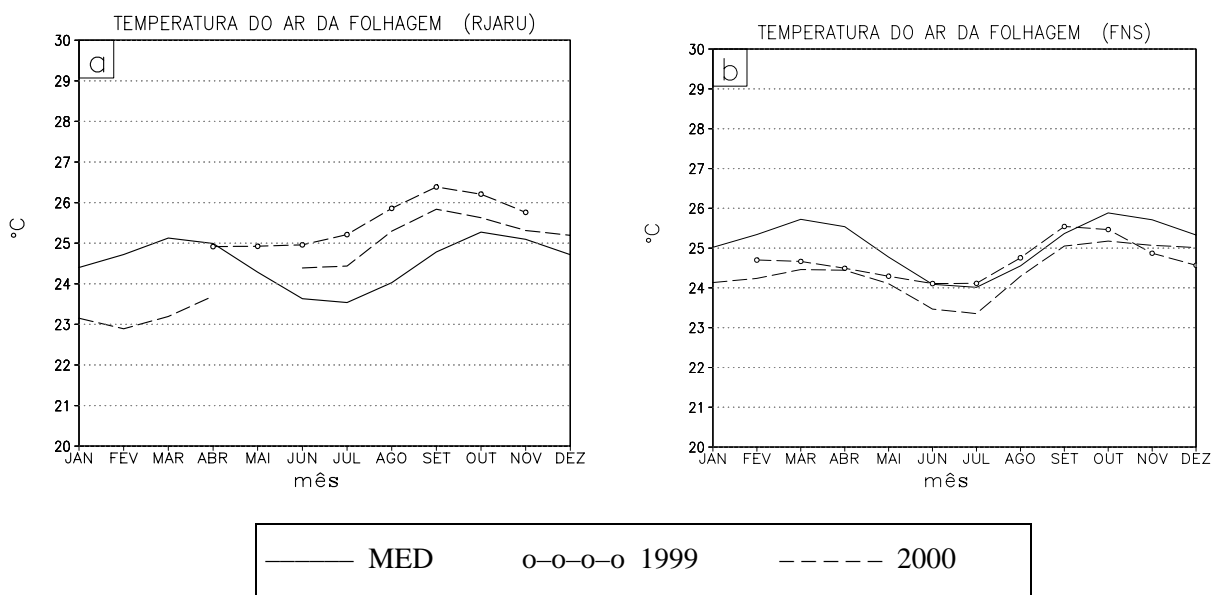 TEMPERATURA DO AR DA FOLHAGEM (RJARU)
a
30
29
28
27
26
25
24
23
22
21
20
°C
JAN FEV MAR ABR MAI JUN JUL AGO SET OUT NOV DEZ
mês
TEMPERATURA DO AR DA FOLHAGEM (FNS)
b
30
29
28
27
26
25
24
23
22
21
20
°C
JAN FEV MAR ABR MAI JUN JUL AGO SET OUT NOV DEZ
mês
——— MED o–o–o–o 1999 – – – – – 2000